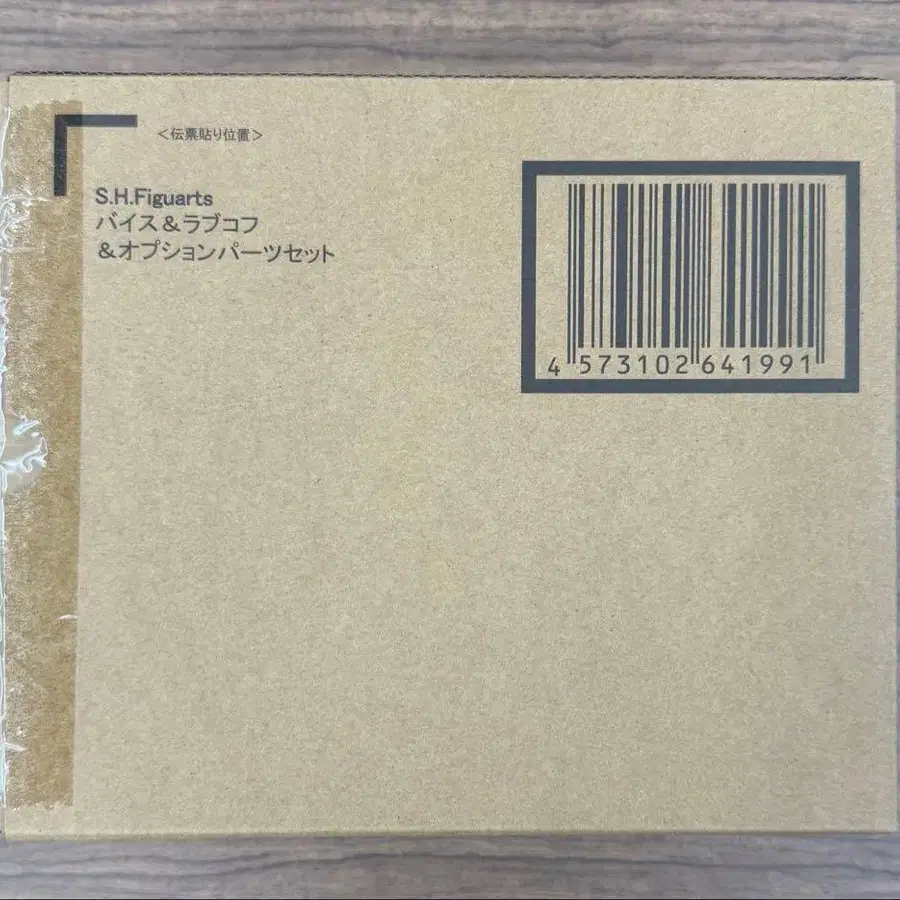 <伝票貼り位置>
S.H.Figuarts
バイス&ラブコフ
&オプションパーツセット
4 573102 641991